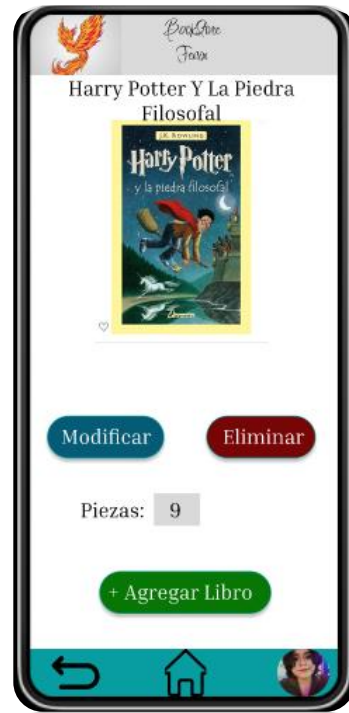 BookStore
Fenix
Harry Potter Y La Piedra
Filosofal
J.K. ROWLING
Harry Potter
y la piedra filosofal
Modificar
Eliminar
Piezas: 9
+ Agregar Libro